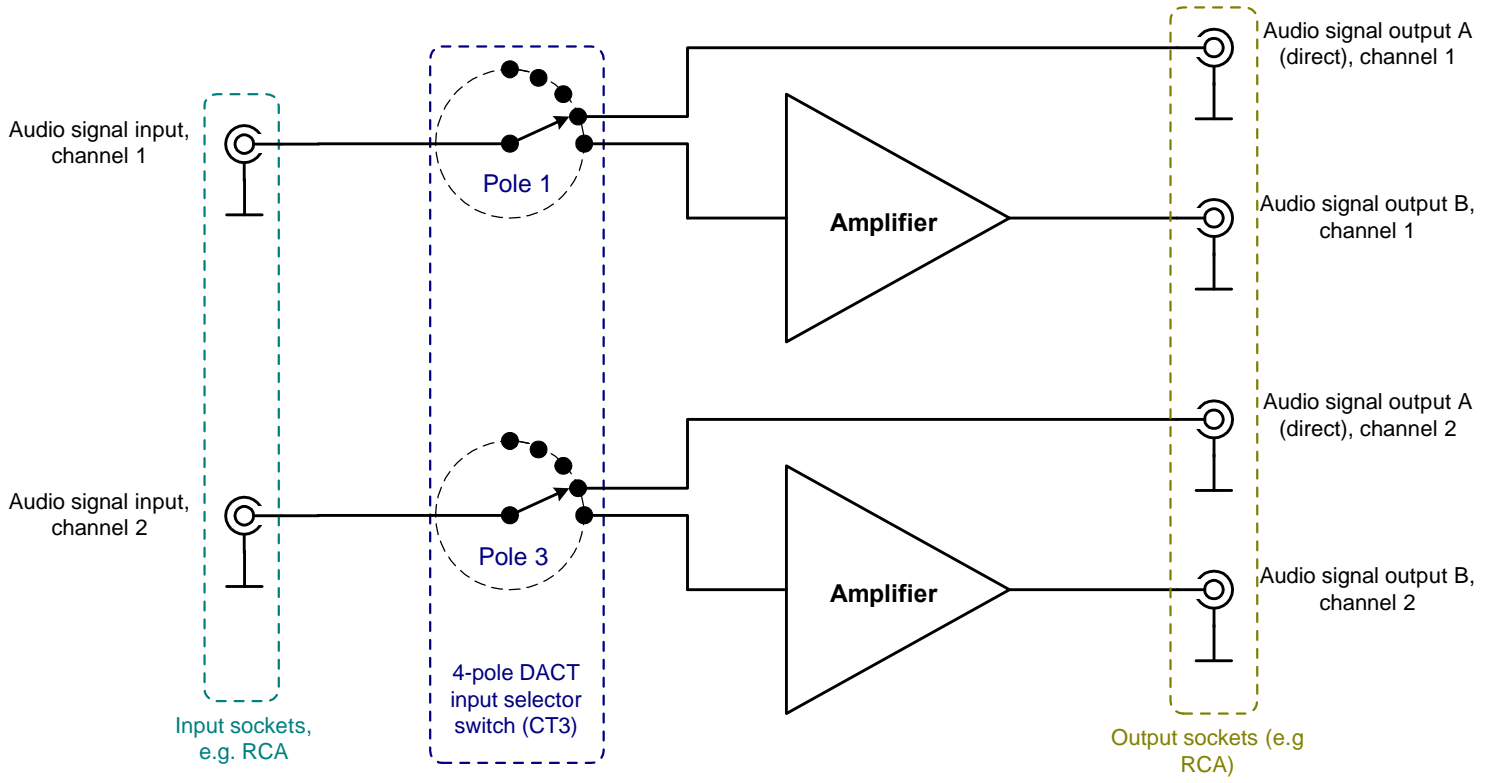 Audio signal output A
(direct), channel 1
Audio signal input,
channel 1
Pole 1
Amplifier
Audio signal output B,
channel 1
Audio signal output A
(direct), channel 2
Audio signal input,
channel 2
Pole 3
Amplifier
Audio signal output B,
channel 2
4-pole DACT
input selector
switch (CT3)
Input sockets,
e.g. RCA
Output sockets (e.g
RCA)